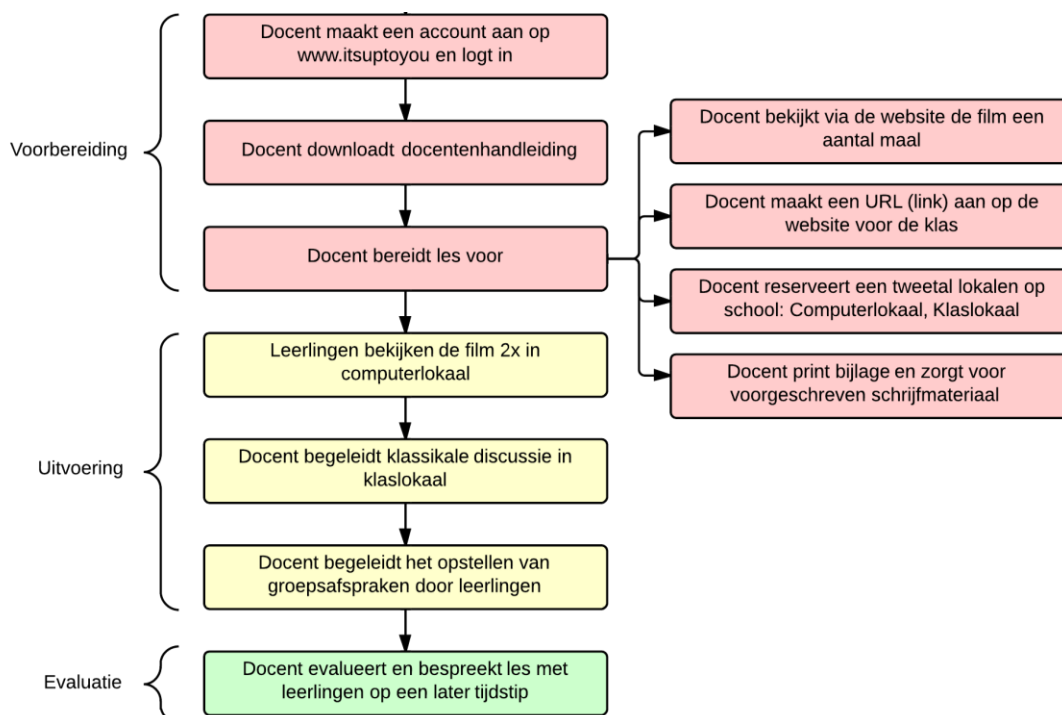 Docent maakt een account aan op
www.itsuptoyou en logt in
Voorbereiding
Docent downloadt docentenhandleiding
Docent bereidt les voor
Docent bekijkt via de website de film een
aantal maal
Docent maakt een URL (link) aan op de
website voor de klas
Docent reserveert een tweetal lokalen op
school: Computerlokaal, Klaslokaal
Docent print bijlage en zorgt voor
voorgeschreven schrijfmateriaal
Uitvoering
Leerlingen bekijken de film 2x in
computerlokaal
Docent begeleidt klassikale discussie in
klaslokaal
Docent begeleidt het opstellen van
groepsafspraken door leerlingen
Evaluatie
Docent evalueert en bespreekt les met
leerlingen op een later tijdstip